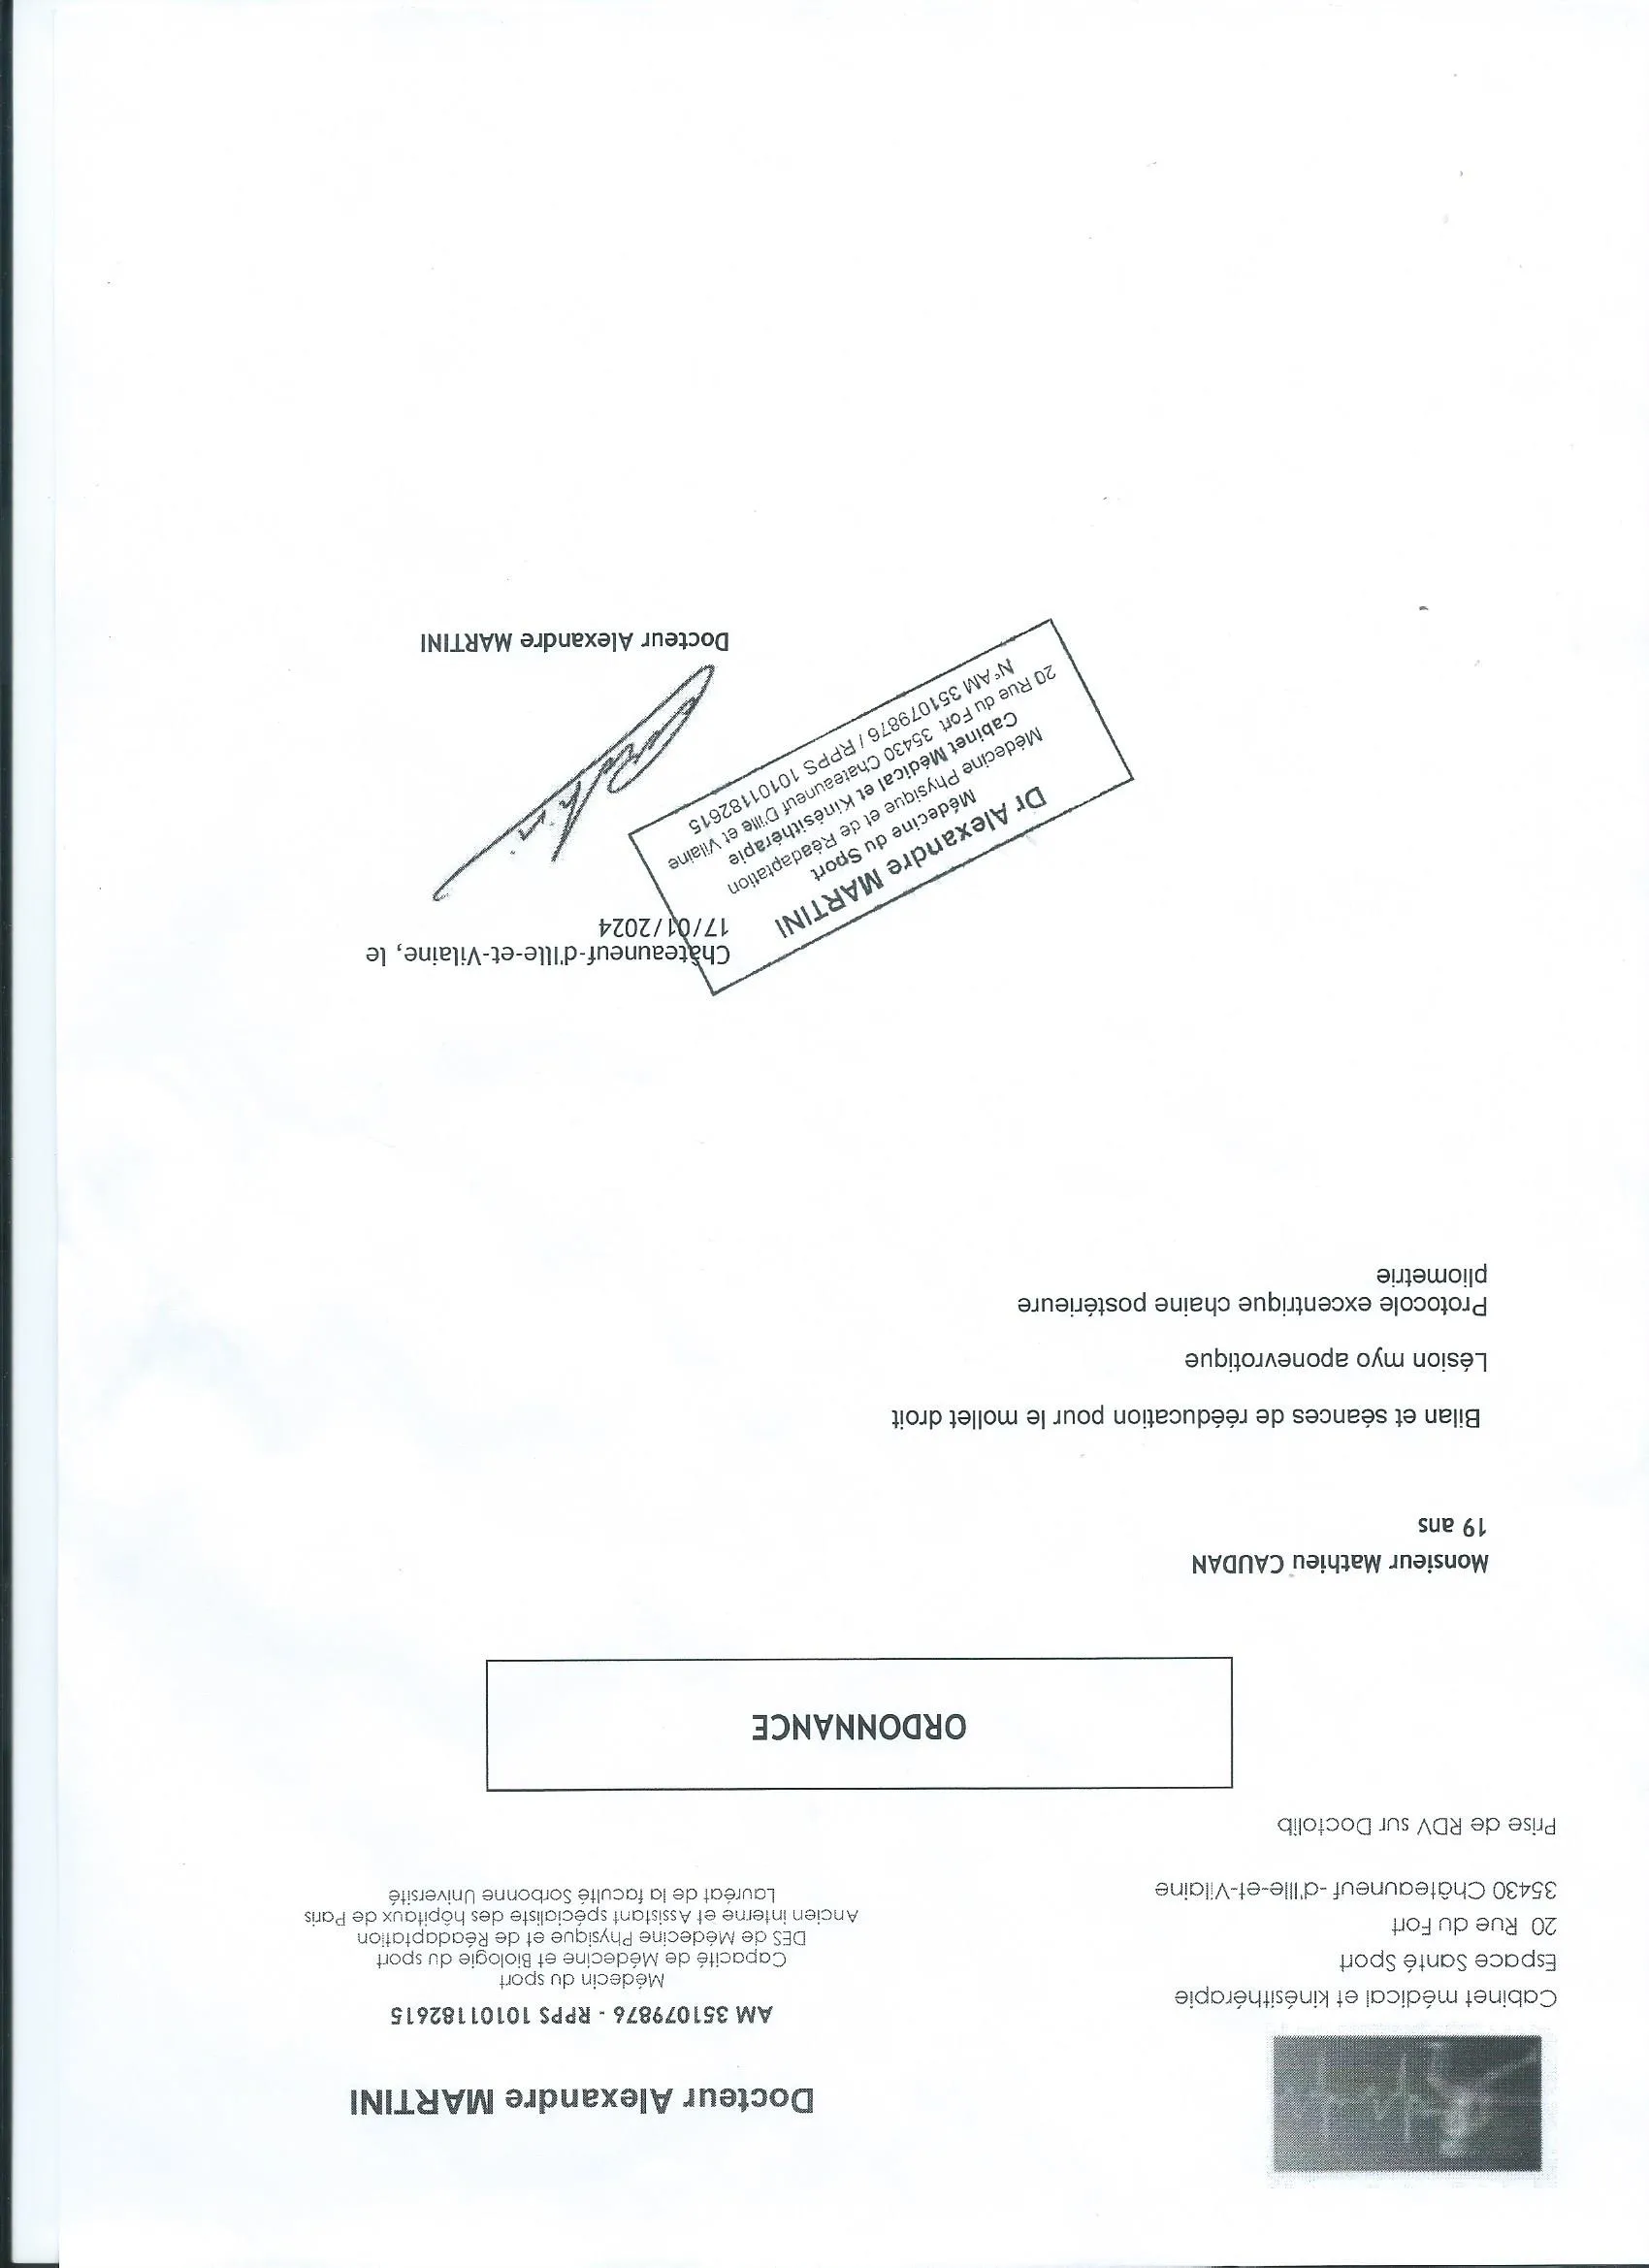 Cabinet médical et kinésithérapie
Espace Santé Sport
20 Rue du Fort
35430 Châteauneuf -d'Ille-et-Vilaine
Prise de RDV sur Doctolib
Docteur Alexandre MARTINI
AM 351079876 - RPPS 10101182615
Médecin du sport
Capacité de Médecine et Biologie du sport
DES de Médecine Physique et de Réadaptation
Ancien interne et Assistant spécialiste des hôpitaux de Paris
Lauréat de la faculté Sorbonne Université
ORDONNANCE
Monsieur Mathieu CAUDAN
19 ans
Bilan et séances de rééducation pour le mollet droit
Lésion myo aponevrotique
Protocole excentrique chaine postérieure
pliometrie
Châteauneuf-d'Ille-et-Vilaine, le
17/01/2024
Dr Alexandre MARTINI
Médecine du Sport
Médecine Physique et de Réadaptation
Cabinet Médical et Kinésithérapie
20 Rue du Fort 35430 Chateauneuf D'ille et Vilaine
N°AM 351079876 / RPPS 10101182615
Docteur Alexandre MARTINI